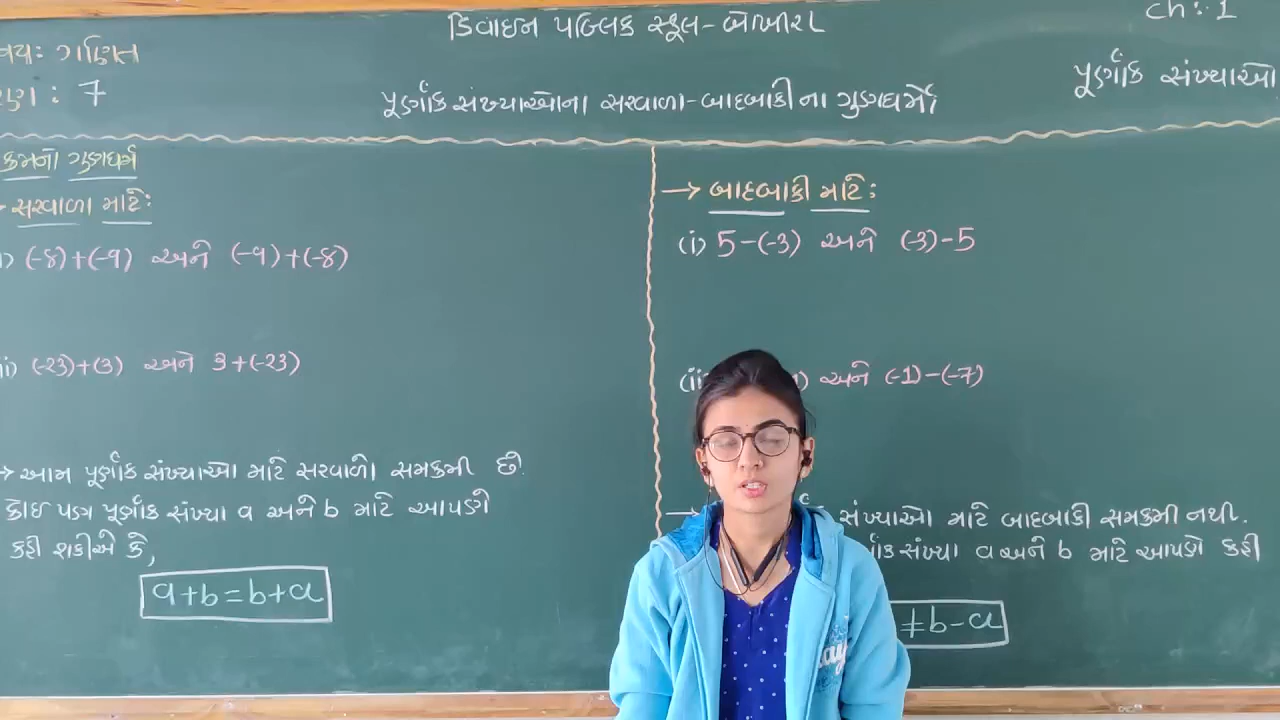 ડિવાઇન પબ્લિક સ્કૂલ-બોખીરા
ch: 1
વિષય: ગણિત
ધોરણ: 7
પૂર્ણાંક સંખ્યાઓના સરવાળા-બાદબાકીના ગુણધર્મો
પૂર્ણાંક સંખ્યાઓ
ક્રમનો ગુણધર્મ
સરવાળા માટે:
(-8)+(-9) અને (-9)+(-8)
(-23)+(3) અને 3+(-23)
→ આમ પૂર્ણાંક સંખ્યાઓ માટે સરવાળો સમક્રમી છે.
કોઇ પણ પૂર્ણાંક સંખ્યા a અને b માટે આપણે
કહી શકીએ કે,
a+b=b+a
→ બાદબાકી માટે:
(i) 5-(-3) અને (-3)-5
(ii) અને (-1)-(-7)
→ સંખ્યાઓ માટે બાદબાકી સમક્રમી નથી.
સંખ્યા a અને b માટે આપણે કહી
≠b-a